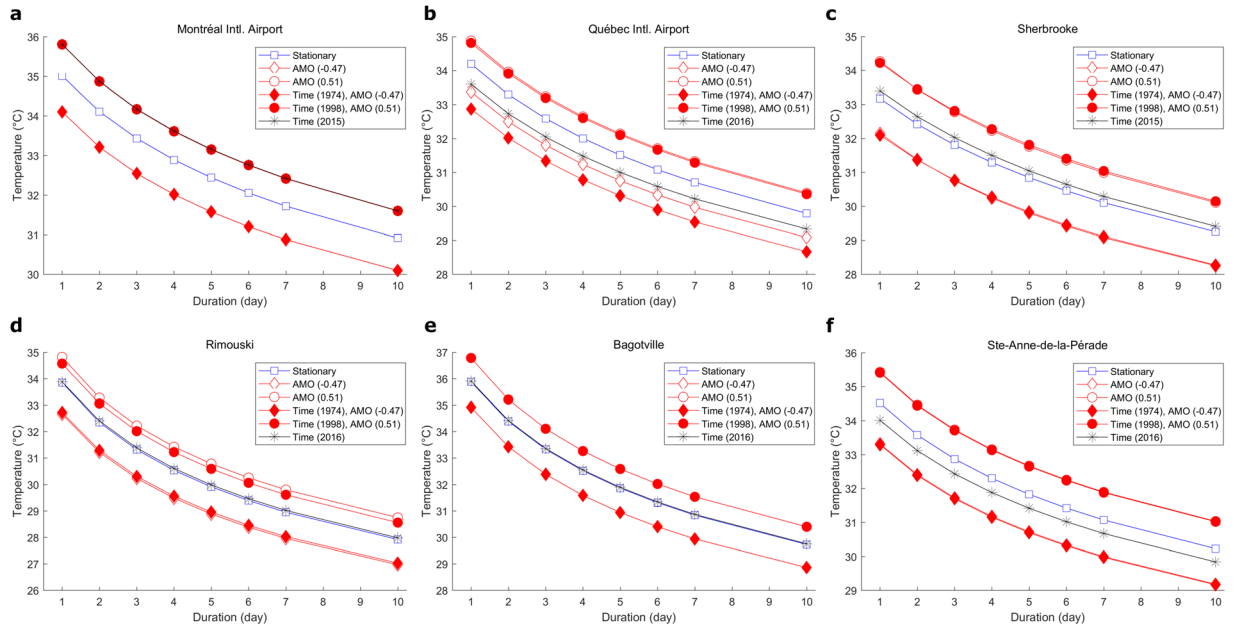 a
Montréal Intl. Airport
36
35
34
33
32
31
30
Temperature (°C)
1 2 3 4 5 6 7 8 9 10
Duration (day)
Stationary
AMO (-0.47)
AMO (0.51)
Time (1974), AMO (-0.47)
Time (1998), AMO (0.51)
Time (2015)
b
Québec Intl. Airport
35
34
33
32
31
30
29
28
Temperature (°C)
1 2 3 4 5 6 7 8 9 10
Duration (day)
Stationary
AMO (-0.47)
AMO (0.51)
Time (1974), AMO (-0.47)
Time (1998), AMO (0.51)
Time (2016)
c
Sherbrooke
35
34
33
32
31
30
29
28
Temperature (°C)
1 2 3 4 5 6 7 8 9 10
Duration (day)
Stationary
AMO (-0.47)
AMO (0.51)
Time (1974), AMO (-0.47)
Time (1998), AMO (0.51)
Time (2015)
d
Rimouski
35
34
33
32
31
30
29
28
27
26
Temperature (°C)
1 2 3 4 5 6 7 8 9 10
Duration (day)
Stationary
AMO (-0.47)
AMO (0.51)
Time (1974), AMO (-0.47)
Time (1998), AMO (0.51)
Time (2016)
e
Bagotville
37
36
35
34
33
32
31
30
29
28
Temperature (°C)
1 2 3 4 5 6 7 8 9 10
Duration (day)
Stationary
AMO (-0.47)
AMO (0.51)
Time (1974), AMO (-0.47)
Time (1998), AMO (0.51)
Time (2016)
f
Ste-Anne-de-la-Pérade
36
35
34
33
32
31
30
29
Temperature (°C)
1 2 3 4 5 6 7 8 9 10
Duration (day)
Stationary
AMO (-0.47)
AMO (0.51)
Time (1974), AMO (-0.47)
Time (1998), AMO (0.51)
Time (2016)